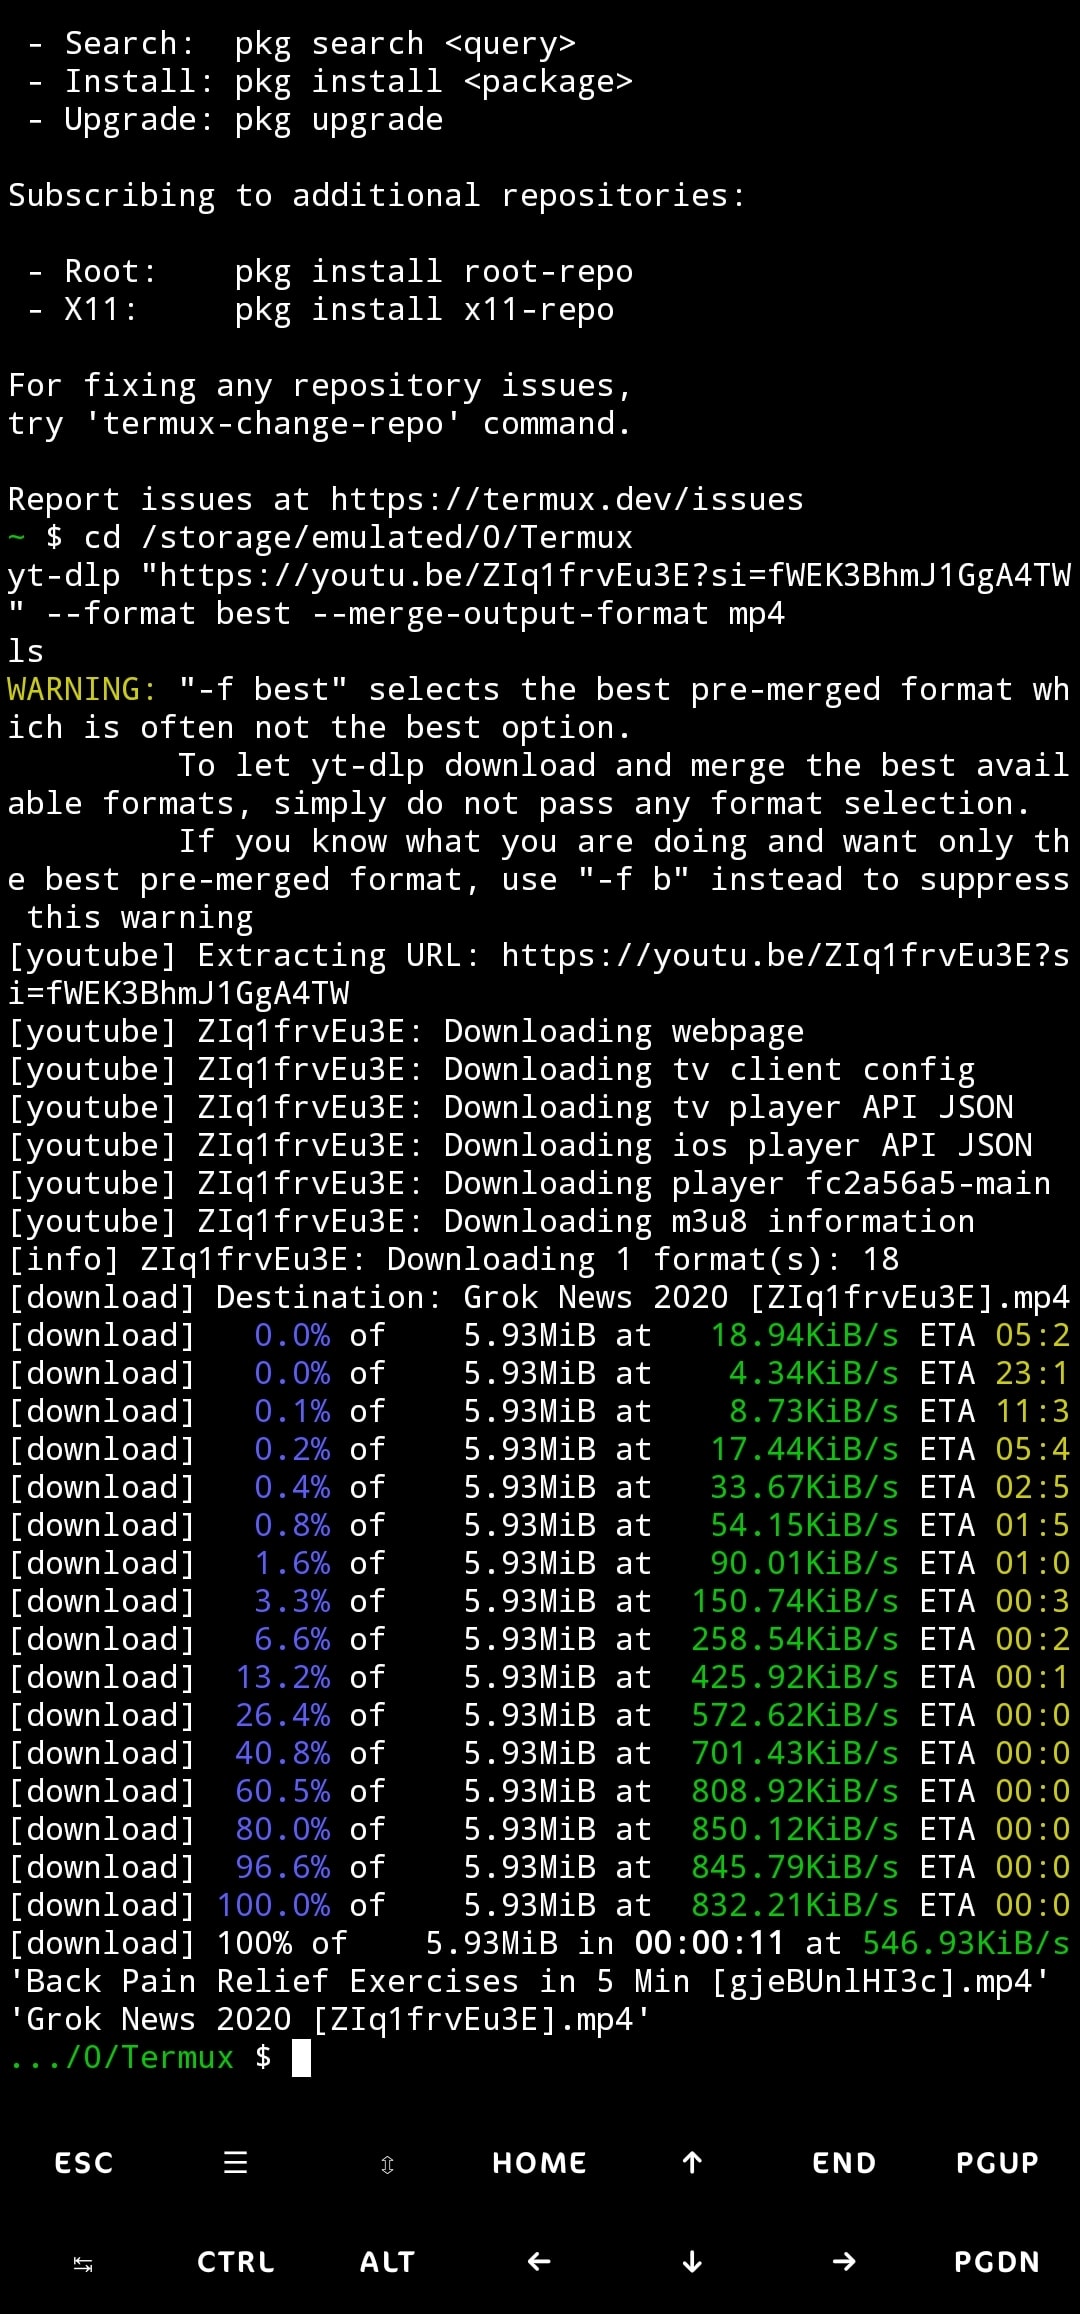 - Search:  pkg search <query>
- Install: pkg install <package>
- Upgrade: pkg upgrade
Subscribing to additional repositories:
- Root:    pkg install root-repo
- X11:     pkg install x11-repo
For fixing any repository issues,
try 'termux-change-repo' command.
Report issues at https://termux.dev/issues
~ $ cd /storage/emulated/0/Termux
yt-dlp "https://youtu.be/ZIq1frvEu3E?si=fWEK3BhmJ1GgA4TW
" --format best --merge-output-format mp4
ls
WARNING: "-f best" selects the best pre-merged format wh
ich is often not the best option.
To let yt-dlp download and merge the best avail
able formats, simply do not pass any format selection.
If you know what you are doing and want only th
e best pre-merged format, use "-f b" instead to suppress
this warning
[youtube] Extracting URL: https://youtu.be/ZIq1frvEu3E?s
i=fWEK3BhmJ1GgA4TW
[youtube] ZIq1frvEu3E: Downloading webpage
[youtube] ZIq1frvEu3E: Downloading tv client config
[youtube] ZIq1frvEu3E: Downloading tv player API JSON
[youtube] ZIq1frvEu3E: Downloading ios player API JSON
[youtube] ZIq1frvEu3E: Downloading player fc2a56a5-main
[youtube] ZIq1frvEu3E: Downloading m3u8 information
[info] ZIq1frvEu3E: Downloading 1 format(s): 18
[download] Destination: Grok News 2020 [ZIq1frvEu3E].mp4
[download]   0.0% of    5.93MiB at   18.94KiB/s ETA 05:2
[download]   0.0% of    5.93MiB at    4.34KiB/s ETA 23:1
[download]   0.1% of    5.93MiB at    8.73KiB/s ETA 11:3
[download]   0.2% of    5.93MiB at   17.44KiB/s ETA 05:4
[download]   0.4% of    5.93MiB at   33.67KiB/s ETA 02:5
[download]   0.8% of    5.93MiB at   54.15KiB/s ETA 01:5
[download]   1.6% of    5.93MiB at   90.01KiB/s ETA 01:0
[download]   3.3% of    5.93MiB at  150.74KiB/s ETA 00:3
[download]   6.6% of    5.93MiB at  258.54KiB/s ETA 00:2
[download]  13.2% of    5.93MiB at  425.92KiB/s ETA 00:1
[download]  26.4% of    5.93MiB at  572.62KiB/s ETA 00:0
[download]  40.8% of    5.93MiB at  701.43KiB/s ETA 00:0
[download]  60.5% of    5.93MiB at  808.92KiB/s ETA 00:0
[download]  80.0% of    5.93MiB at  850.12KiB/s ETA 00:0
[download]  96.6% of    5.93MiB at  845.79KiB/s ETA 00:0
[download] 100.0% of    5.93MiB at  832.21KiB/s ETA 00:0
[download] 100% of    5.93MiB in 00:00:11 at 546.93KiB/s
'Back Pain Relief Exercises in 5 Min [gjeBUnlHI3c].mp4'
'Grok News 2020 [ZIq1frvEu3E].mp4'
.../0/Termux $
ESC ☰ ⇳ HOME ↑ END PGUP
↹ CTRL ALT ← ↓ → PGDN